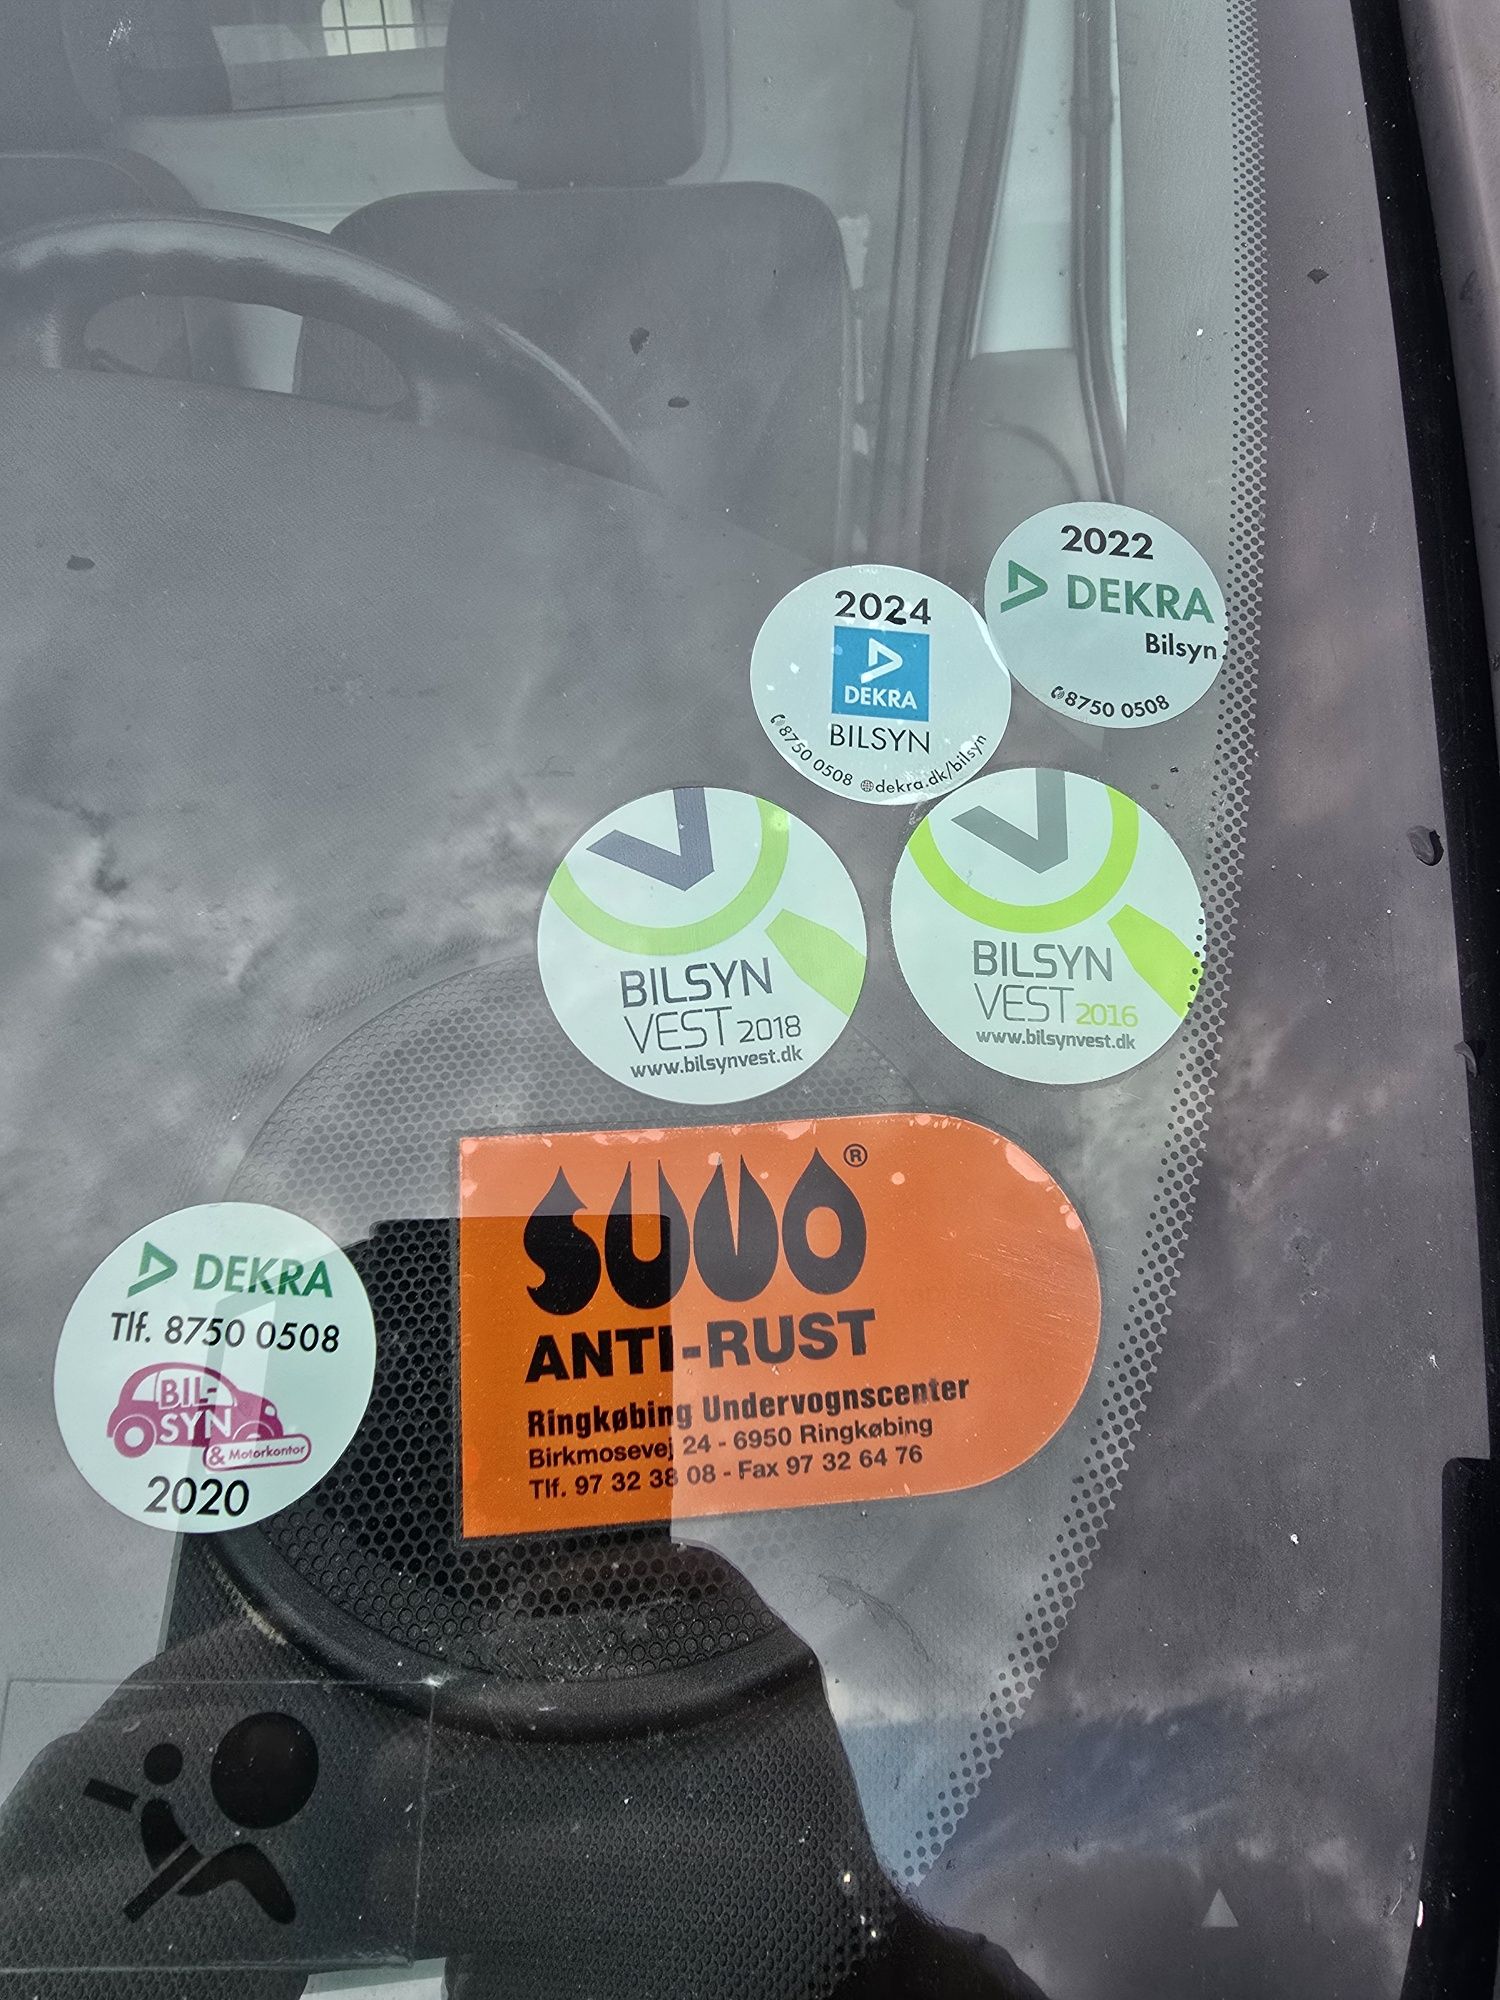 2022
DEKRA
Bilsyn
8750 0508
2024
DEKRA
BILSYN
8750 0508 dekra.dk/bilsyn
BILSYN
VEST 2018
www.bilsynvest.dk
BILSYN
VEST 2016
www.bilsynvest.dk
SUVO ®
ANTI-RUST
Ringkøbing Undervognscenter
Birkmosevej 24 - 6950 Ringkøbing
Tlf. 97 32 38 08 - Fax 97 32 64 76
DEKRA
Tlf. 8750 0508
BIL-
SYN
& Motorkontor
2020